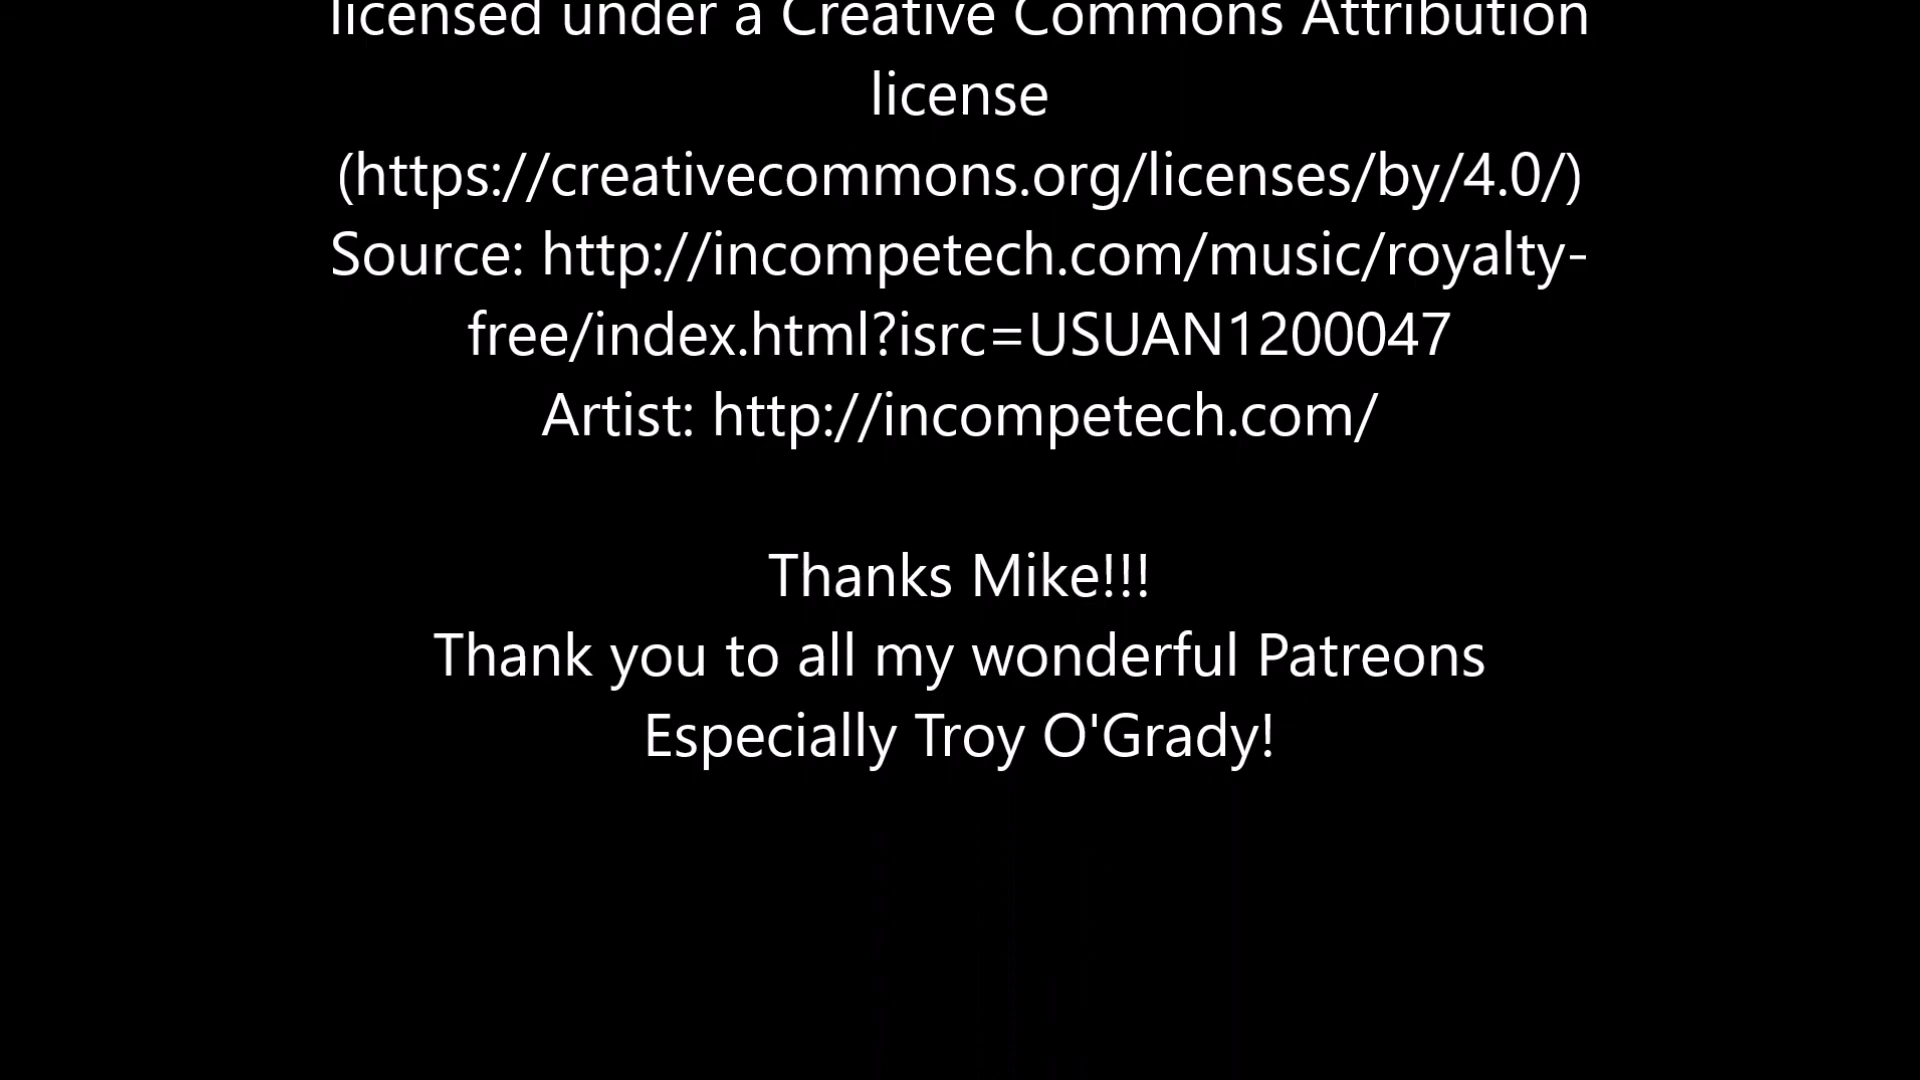 licensed under a Creative Commons Attribution
license
(https://creativecommons.org/licenses/by/4.0/)
Source: http://incompetech.com/music/royalty-
free/index.html?isrc=USUAN1200047
Artist: http://incompetech.com/
Thanks Mike!!!
Thank you to all my wonderful Patreons
Especially Troy O'Grady!